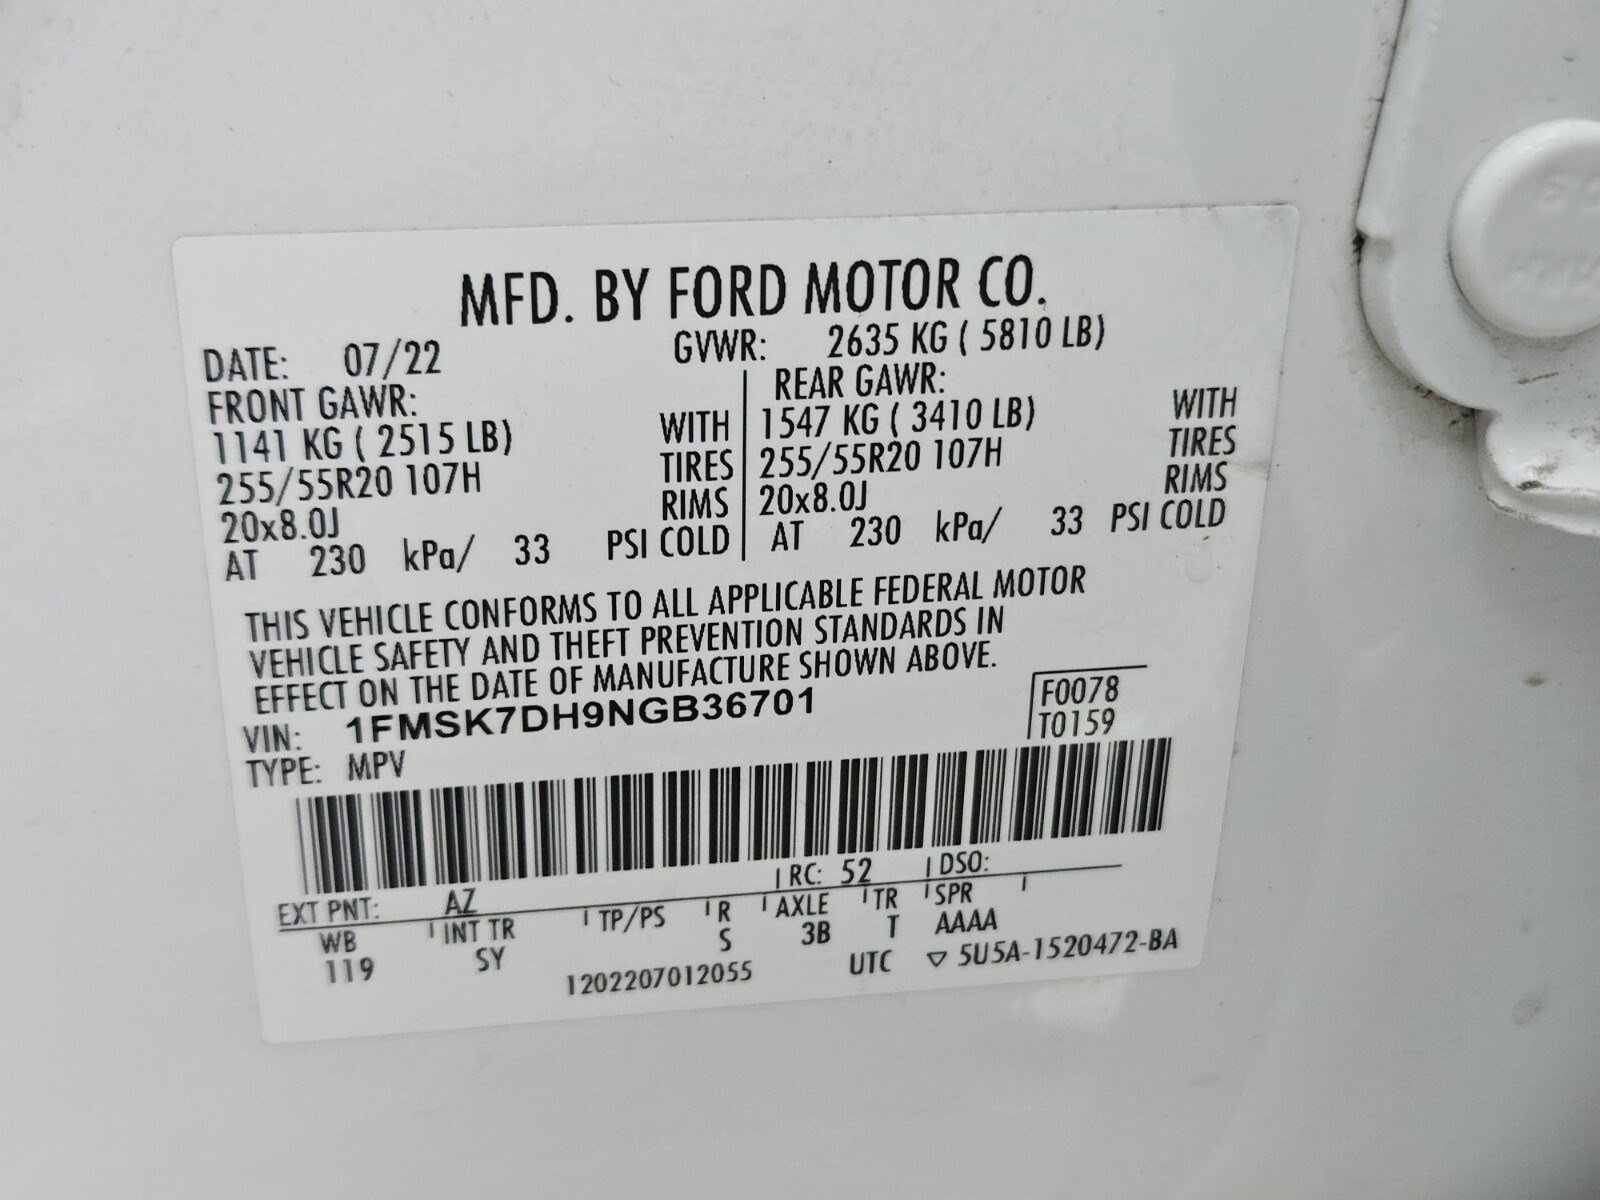 MFD. BY FORD MOTOR CO.
DATE: 07/22 GVWR: 2635 KG ( 5810 LB)
FRONT GAWR: REAR GAWR:
1141 KG ( 2515 LB) WITH 1547 KG ( 3410 LB) WITH
255/55R20 107H TIRES 255/55R20 107H TIRES
20x8.0J RIMS 20x8.0J RIMS
AT 230 kPa/ 33 PSI COLD AT 230 kPa/ 33 PSI COLD
THIS VEHICLE CONFORMS TO ALL APPLICABLE FEDERAL MOTOR
VEHICLE SAFETY AND THEFT PREVENTION STANDARDS IN
EFFECT ON THE DATE OF MANUFACTURE SHOWN ABOVE.
VIN: 1FMSK7DH9NGB36701 F0078
TYPE: MPV T0159
EXT PNT: AZ RC: 52 DSO:
WB INT TR TP/PS R AXLE TR SPR
119 SY S 3B T AAAA
1202207012055 UTC ▽ 5U5A-1520472-BA